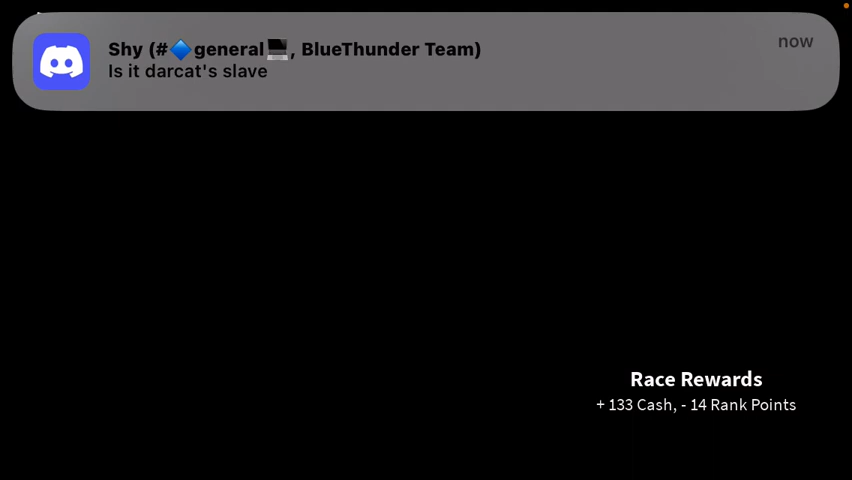 Shy (#🔷general💻, BlueThunder Team)
now
Is it darcat's slave
Race Rewards
+ 133 Cash, - 14 Rank Points